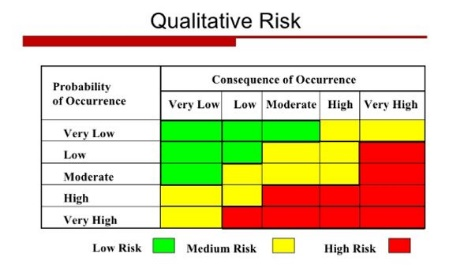 Qualitative Risk
Probability of Occurrence
Consequence of Occurrence
Very Low Low Moderate High Very High
Very Low
Low
Moderate
High
Very High
Low Risk Medium Risk High Risk